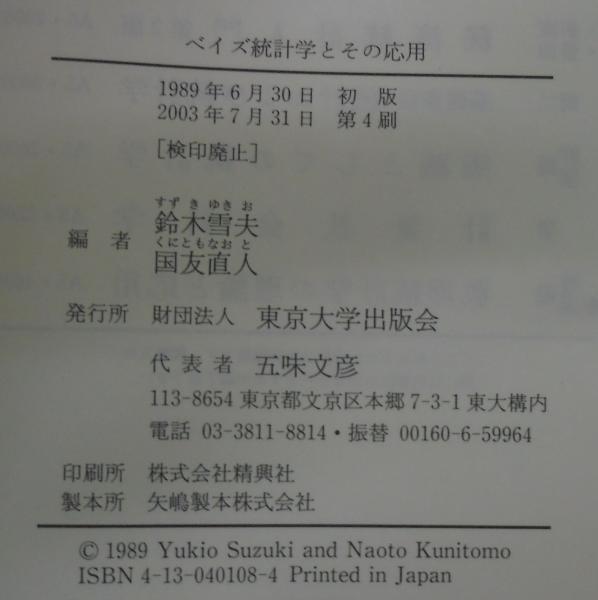 ベイズ統計学とその応用
1989年6月30日 初 版
2003年7月31日 第4刷
［検印廃止］
すず き ゆき お
編 者 鈴木雪夫
くにともなお と
国友直人
発行所 財団法人 東京大学出版会
代表者 五味文彦
113-8654 東京都文京区本郷7-3-1 東大構内
電話 03-3811-8814・振替 00160-6-59964
印刷所 株式会社精興社
製本所 矢嶋製本株式会社
© 1989 Yukio Suzuki and Naoto Kunitomo
ISBN 4-13-040108-4 Printed in Japan